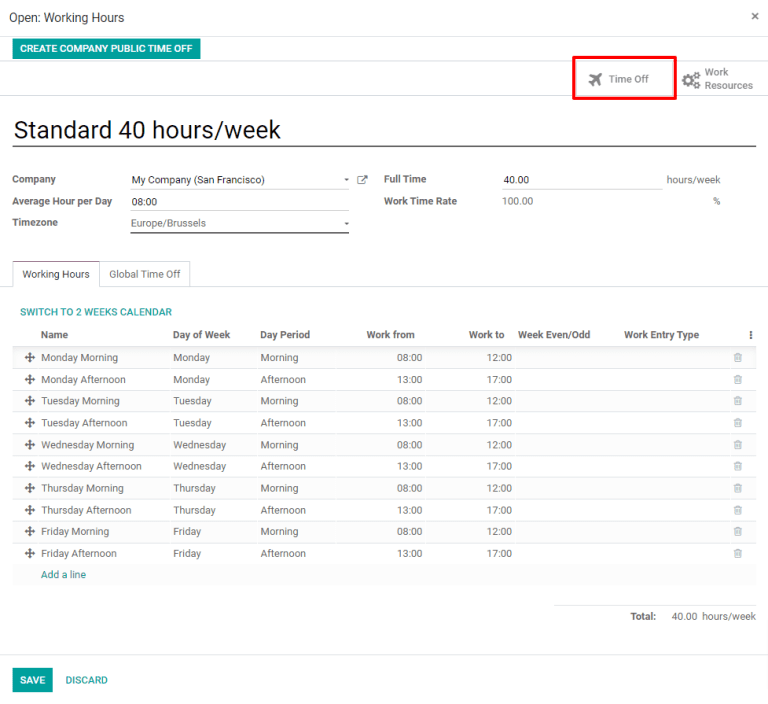 Open: Working Hours ×
CREATE COMPANY PUBLIC TIME OFF
Time Off Work Resources
Standard 40 hours/week
Company My Company (San Francisco) Full Time 40.00 hours/week
Average Hour per Day 08:00 Work Time Rate 100.00 %
Timezone Europe/Brussels
Working Hours Global Time Off
SWITCH TO 2 WEEKS CALENDAR
Name Day of Week Day Period Work from Work to Week Even/Odd Work Entry Type
Monday Morning Monday Morning 08:00 12:00
Monday Afternoon Monday Afternoon 13:00 17:00
Tuesday Morning Tuesday Morning 08:00 12:00
Tuesday Afternoon Tuesday Afternoon 13:00 17:00
Wednesday Morning Wednesday Morning 08:00 12:00
Wednesday Afternoon Wednesday Afternoon 13:00 17:00
Thursday Morning Thursday Morning 08:00 12:00
Thursday Afternoon Thursday Afternoon 13:00 17:00
Friday Morning Friday Morning 08:00 12:00
Friday Afternoon Friday Afternoon 13:00 17:00
Add a line
Total: 40.00 hours/week
SAVE DISCARD